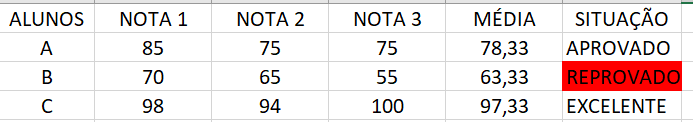 ALUNOS NOTA 1 NOTA 2 NOTA 3 MÉDIA SITUAÇÃO
A 85 75 75 78,33 APROVADO
B 70 65 55 63,33 REPROVADO
C 98 94 100 97,33 EXCELENTE